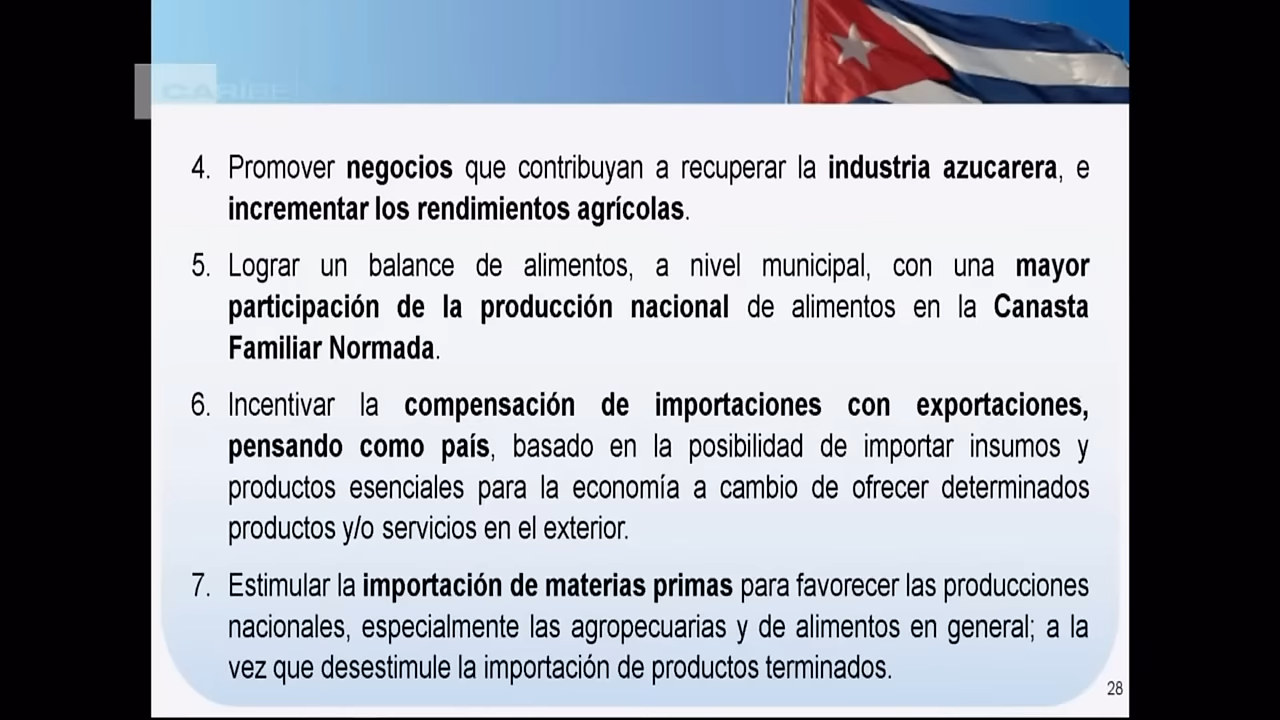 CARIBE
4. Promover negocios que contribuyan a recuperar la industria azucarera, e
incrementar los rendimientos agrícolas.
5. Lograr un balance de alimentos, a nivel municipal, con una mayor
participación de la producción nacional de alimentos en la Canasta
Familiar Normada.
6. Incentivar la compensación de importaciones con exportaciones,
pensando como país, basado en la posibilidad de importar insumos y
productos esenciales para la economía a cambio de ofrecer determinados
productos y/o servicios en el exterior.
7. Estimular la importación de materias primas para favorecer las producciones
nacionales, especialmente las agropecuarias y de alimentos en general; a la
vez que desestimule la importación de productos terminados.
28